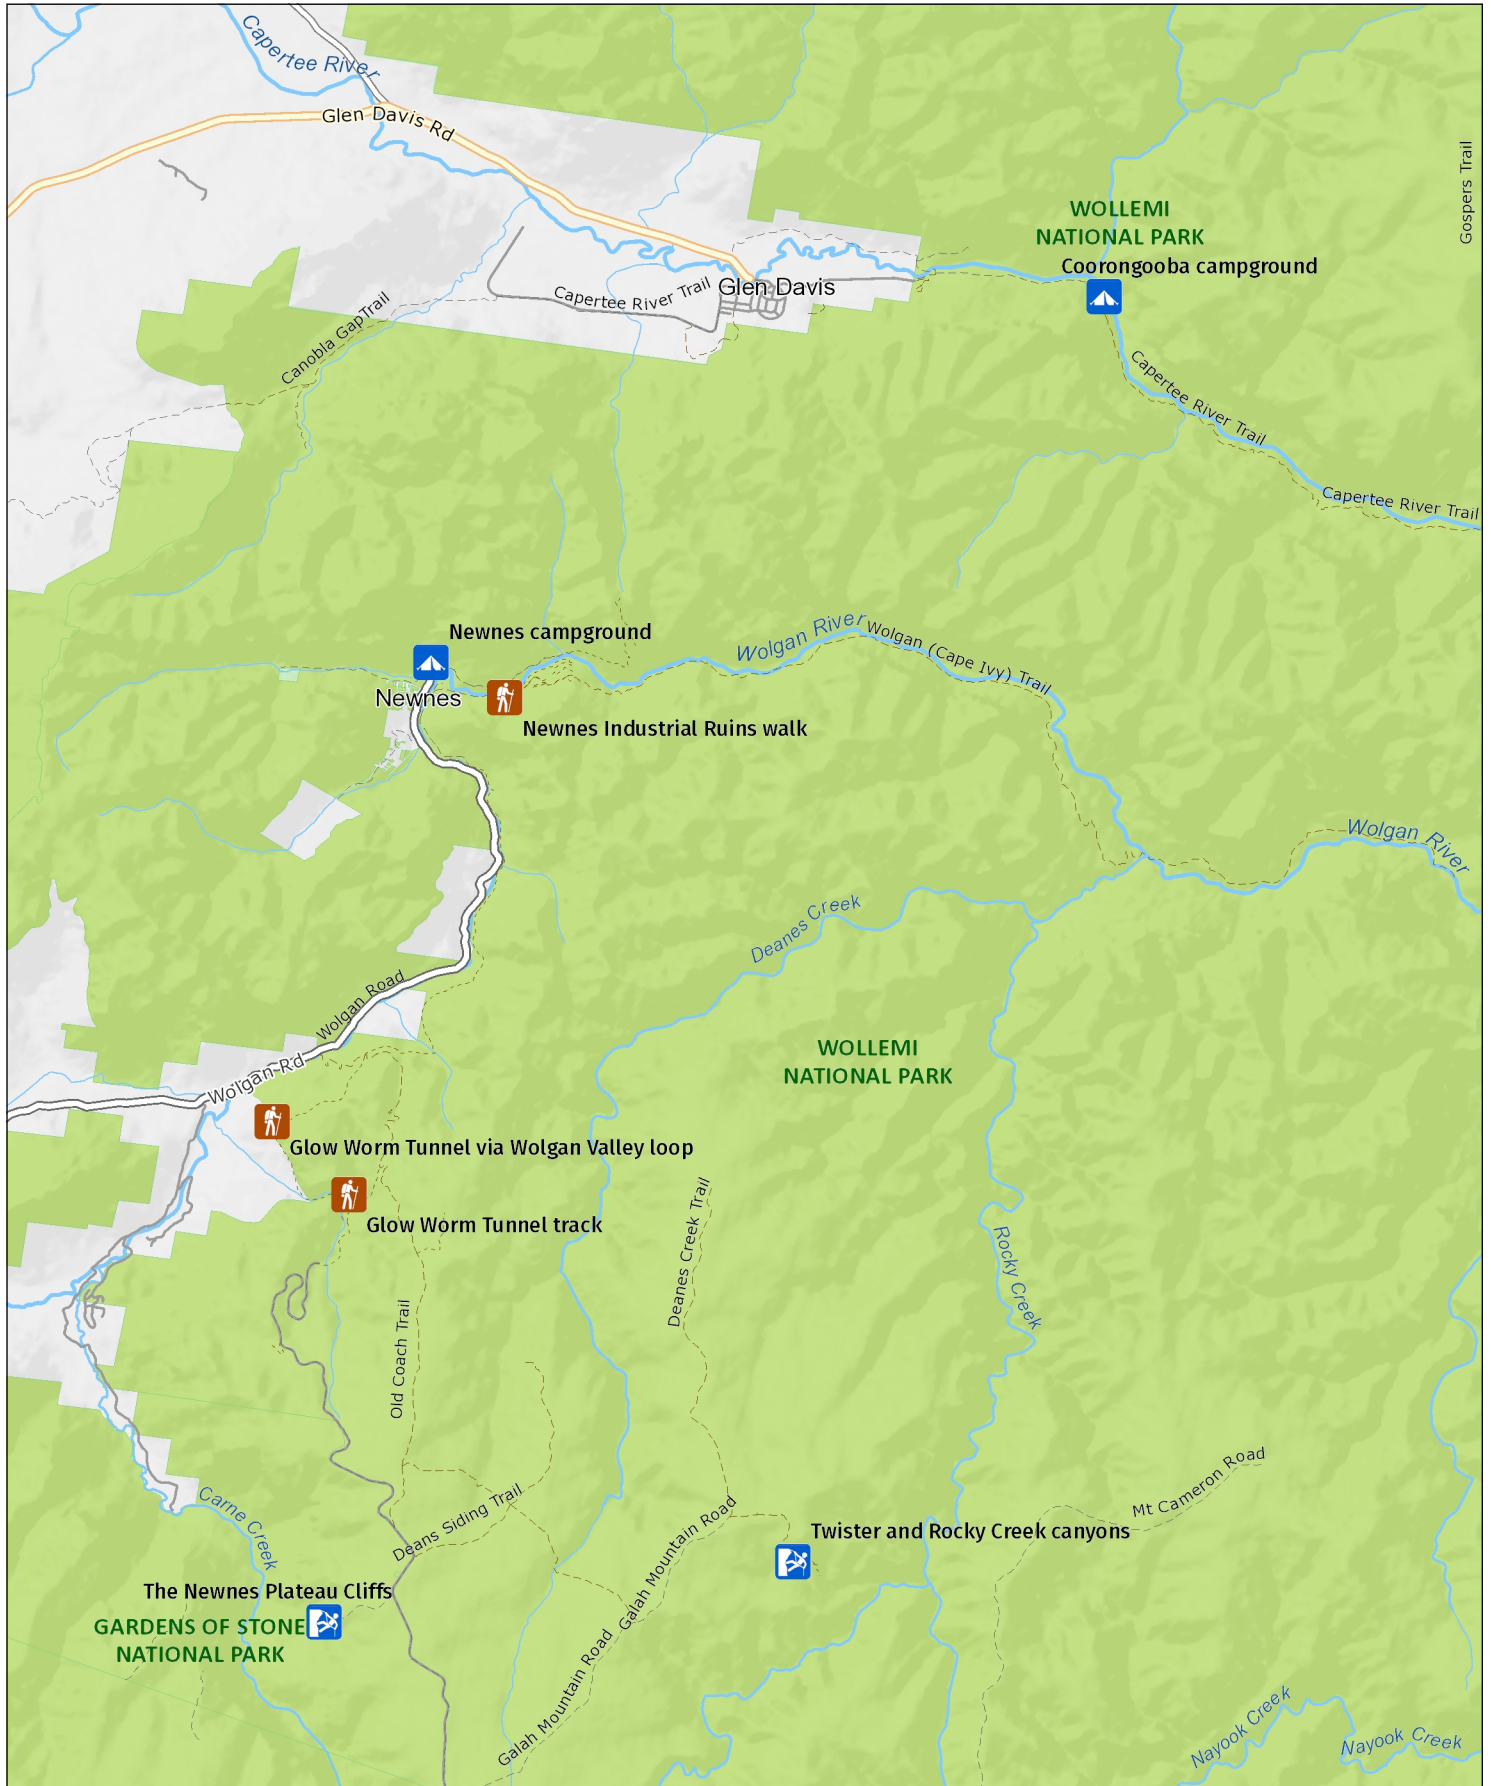 Capertee River
Glen Davis Rd
Gospers Trail
WOLLEMI
NATIONAL PARK
Coorongooba campground
Glen Davis
Capertee River Trail
Canobla GapTrail
Capertee River Trail
Capertee River Trail
Newnes campground
Wolgan River
Wolgan (Cape Ivy) Trail
Newnes
Newnes Industrial Ruins walk
Wolgan River
Deanes Creek
Wolgan Road
WOLLEMI
NATIONAL PARK
Wolgan Rd
Glow Worm Tunnel via Wolgan Valley loop
Glow Worm Tunnel track
Deanes Creek Trail
Rocky Creek
Old Coach Trail
Mt Cameron Road
Carne Creek
Deans Siding Trail
Galah Mountain Road
Twister and Rocky Creek canyons
The Newnes Plateau Cliffs
GARDENS OF STONE
NATIONAL PARK
Galah Mountain Road
Nayook Creek
Nayook Creek